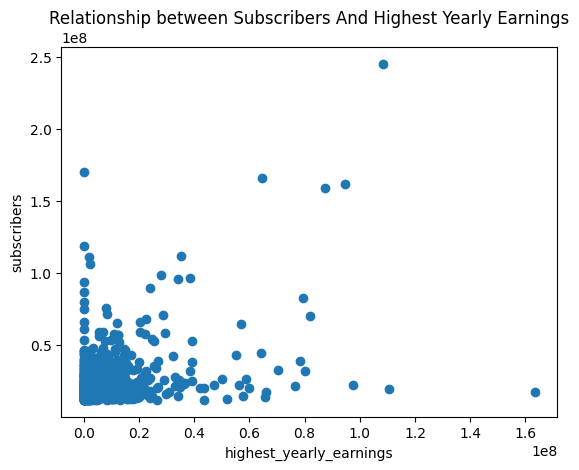 Relationship between Subscribers And Highest Yearly Earnings
1e8
2.5
2.0
1.5
1.0
0.5
subscribers
0.0 0.2 0.4 0.6 0.8 1.0 1.2 1.4 1.6
1e8
highest_yearly_earnings